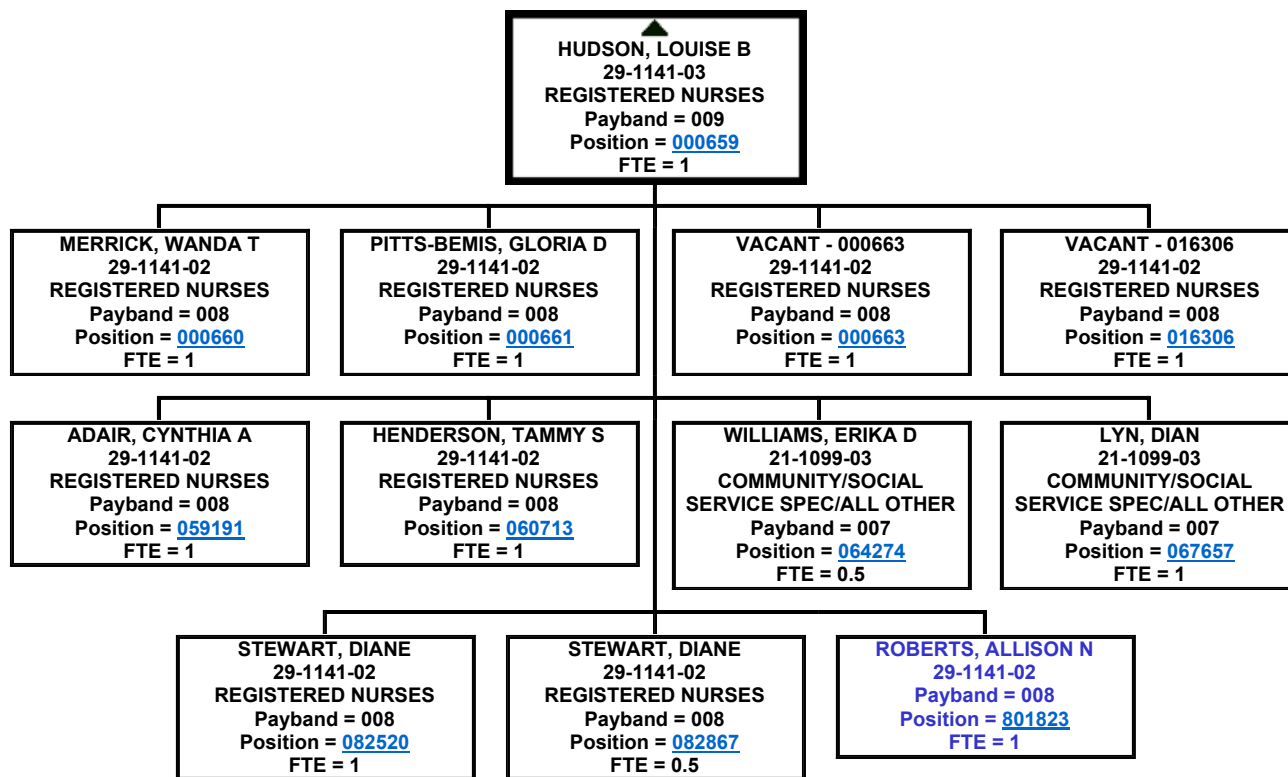 HUDSON, LOUISE B
29-1141-03
REGISTERED NURSES
Payband = 009
Position = 000659
FTE = 1
MERRICK, WANDA T
29-1141-02
REGISTERED NURSES
Payband = 008
Position = 000660
FTE = 1
PITTS-BEMIS, GLORIA D
29-1141-02
REGISTERED NURSES
Payband = 008
Position = 000661
FTE = 1
VACANT - 000663
29-1141-02
REGISTERED NURSES
Payband = 008
Position = 000663
FTE = 1
VACANT - 016306
29-1141-02
REGISTERED NURSES
Payband = 008
Position = 016306
FTE = 1
ADAIR, CYNTHIA A
29-1141-02
REGISTERED NURSES
Payband = 008
Position = 059191
FTE = 1
HENDERSON, TAMMY S
29-1141-02
REGISTERED NURSES
Payband = 008
Position = 060713
FTE = 1
WILLIAMS, ERIKA D
21-1099-03
COMMUNITY/SOCIAL
SERVICE SPEC/ALL OTHER
Payband = 007
Position = 064274
FTE = 0.5
LYN, DIAN
21-1099-03
COMMUNITY/SOCIAL
SERVICE SPEC/ALL OTHER
Payband = 007
Position = 067657
FTE = 1
STEWART, DIANE
29-1141-02
REGISTERED NURSES
Payband = 008
Position = 082520
FTE = 1
STEWART, DIANE
29-1141-02
REGISTERED NURSES
Payband = 008
Position = 082867
FTE = 0.5
ROBERTS, ALLISON N
29-1141-02
Payband = 008
Position = 801823
FTE = 1